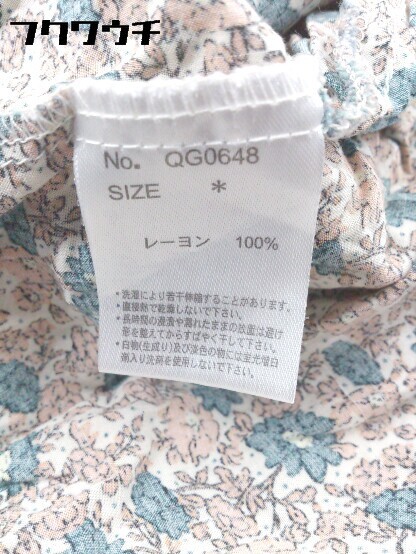 フクワウチ
No. QG0648
SIZE *
レーヨン 100%
・洗濯により若干伸縮することがあります。
・直接熱で乾燥しないで下さい。
・長時間の浸漬や濡れたままの放置は避け
形を整えてからすばやく干して下さい。
・白物(生成り)及び淡色の物には蛍光増白
剤入り洗剤を使用しないで下さい。